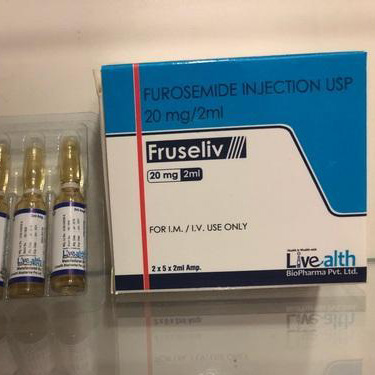 FUROSEMIDE INJECTION USP
20 mg/2ml
Fruseliv
20 mg 2ml
FOR I.M. / I.V. USE ONLY
2 x 5 x 2ml Amp.
Livealth
BioPharma Pvt. Ltd.